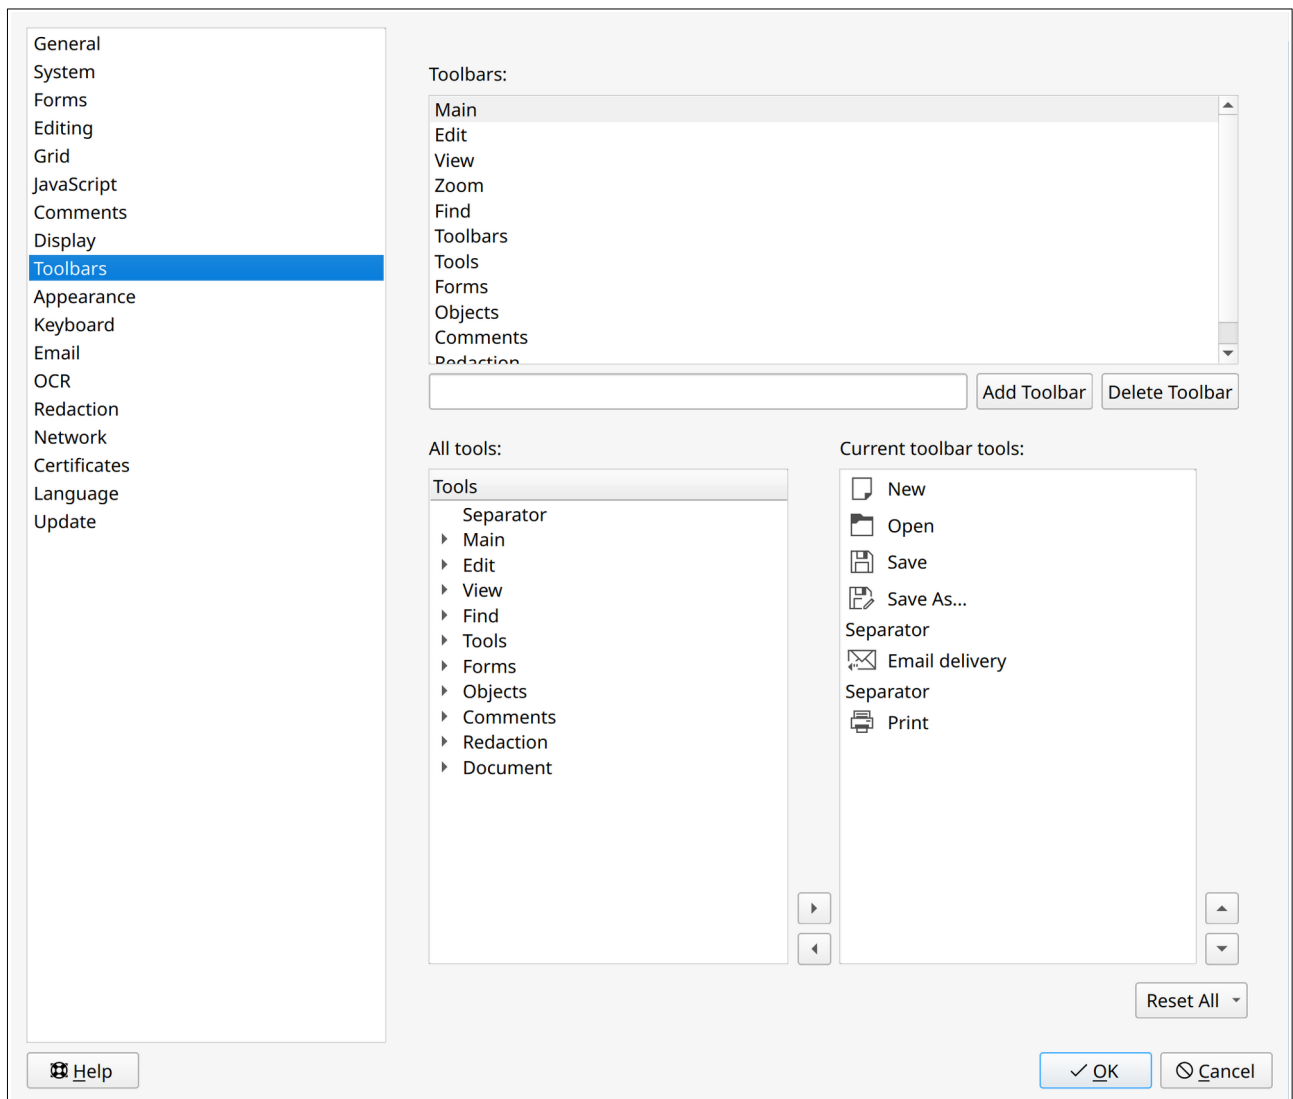 General
System
Forms
Editing
Grid
JavaScript
Comments
Display
Toolbars
Appearance
Keyboard
Email
OCR
Redaction
Network
Certificates
Language
Update
Toolbars:
Main
Edit
View
Zoom
Find
Toolbars
Tools
Forms
Objects
Comments
Redaction
Add Toolbar
Delete Toolbar
All tools:
Tools
Separator
Main
Edit
View
Find
Tools
Forms
Objects
Comments
Redaction
Document
Current toolbar tools:
New
Open
Save
Save As...
Separator
Email delivery
Separator
Print
Reset All
Help
OK
Cancel